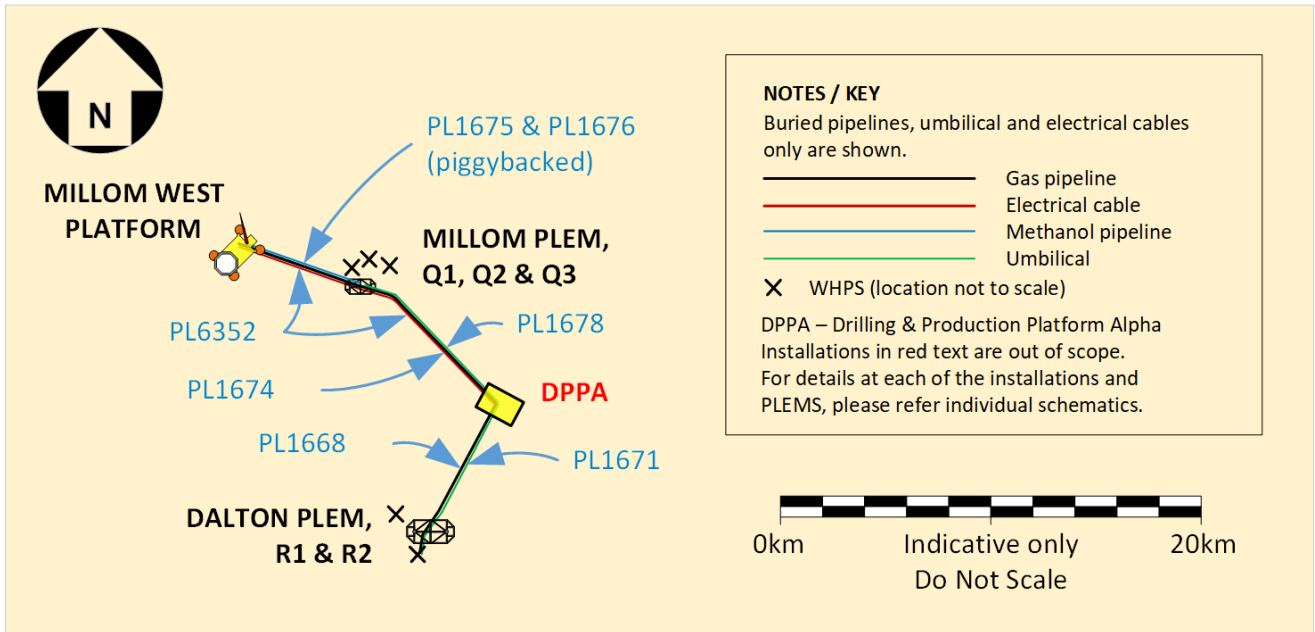 N
PL1675 & PL1676
(piggybacked)
MILLOM WEST
PLATFORM
MILLOM PLEM,
Q1, Q2 & Q3
PL6352
PL1678
PL1674
DPPA
PL1668
PL1671
DALTON PLEM,
R1 & R2
NOTES / KEY
Buried pipelines, umbilical and electrical cables
only are shown.
Gas pipeline
Electrical cable
Methanol pipeline
Umbilical
WHPS (location not to scale)
DPPA – Drilling & Production Platform Alpha
Installations in red text are out of scope.
For details at each of the installations and
PLEMS, please refer individual schematics.
0km Indicative only 20km
Do Not Scale